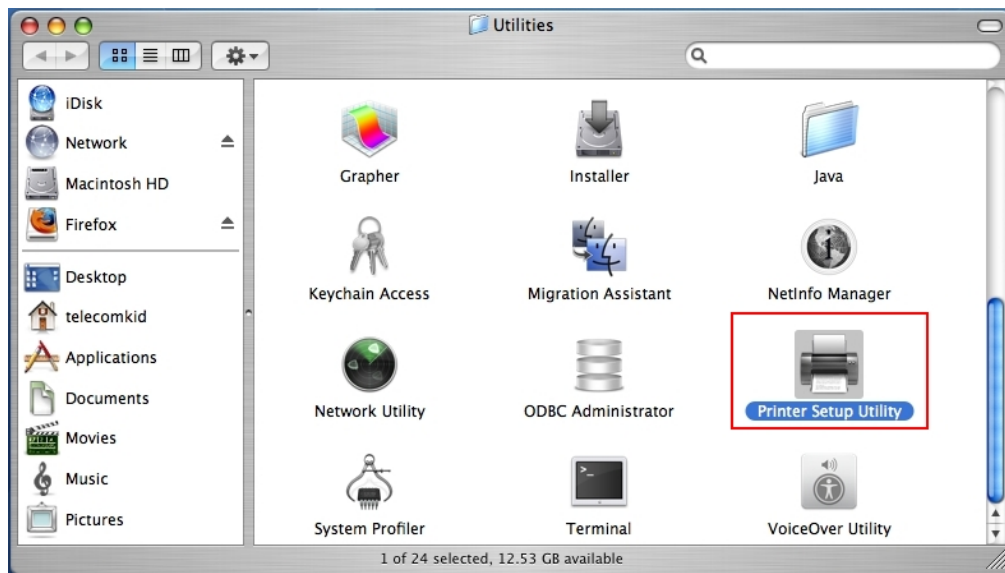 Utilities
iDisk
Network
Macintosh HD
Firefox
Desktop
telecomkid
Applications
Documents
Movies
Music
Pictures
Grapher
Installer
Java
Keychain Access
Migration Assistant
NetInfo Manager
Network Utility
ODBC Administrator
Printer Setup Utility
System Profiler
Terminal
VoiceOver Utility
1 of 24 selected, 12.53 GB available